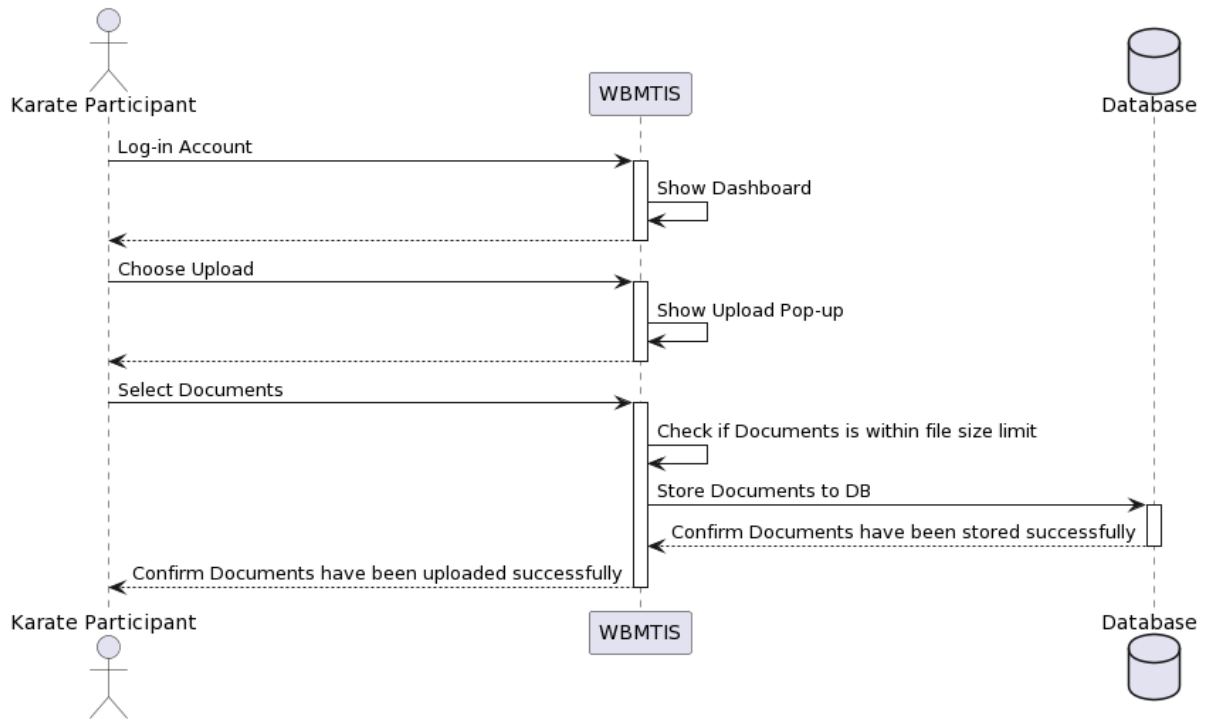 Karate Participant
WBMTIS
Database
Log-in Account
Show Dashboard
Choose Upload
Show Upload Pop-up
Select Documents
Check if Documents is within file size limit
Store Documents to DB
Confirm Documents have been stored successfully
Confirm Documents have been uploaded successfully
Karate Participant
WBMTIS
Database